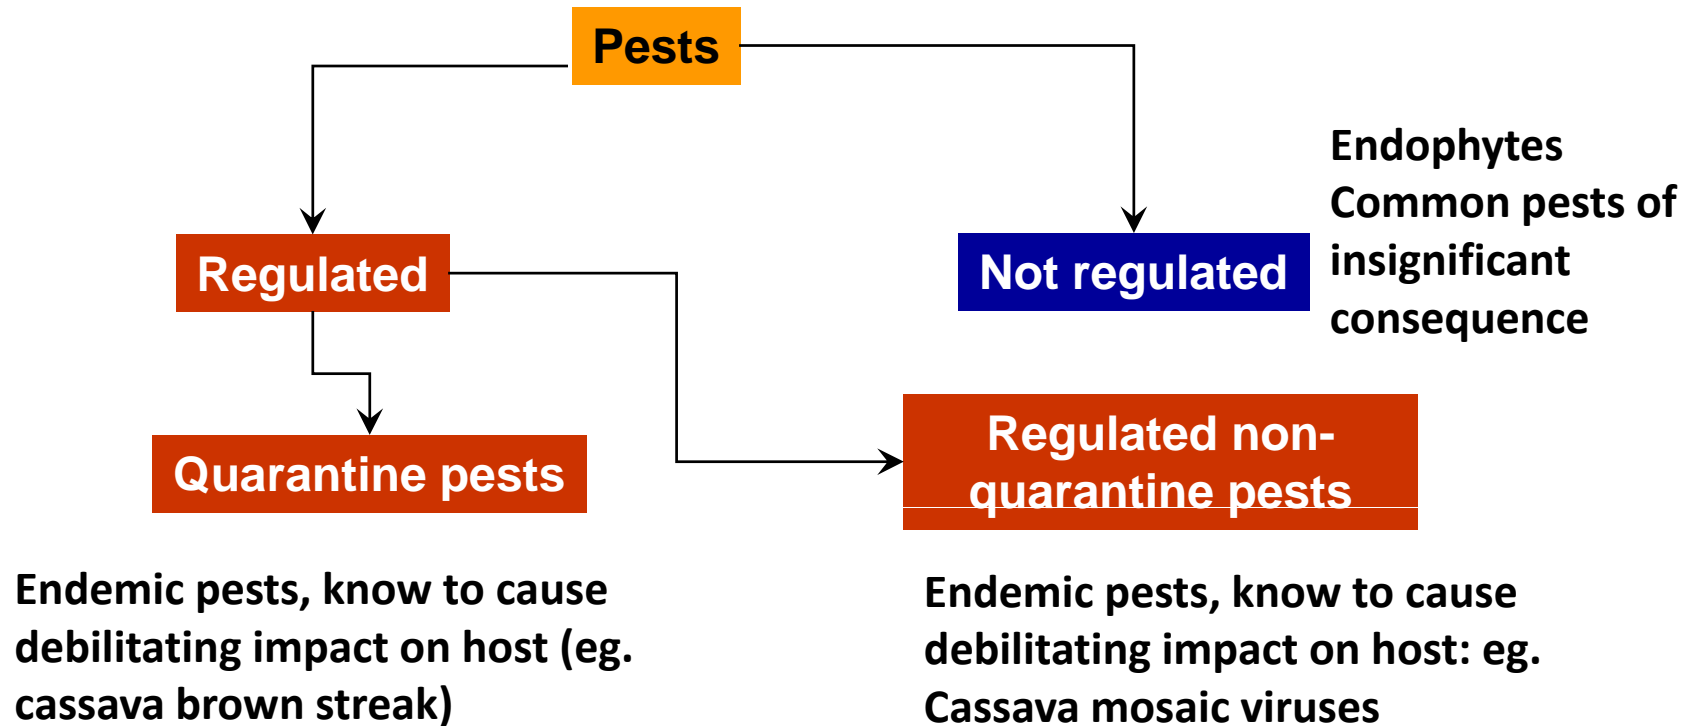 Pests
Endophytes
Common pests of
insignificant
consequence
Regulated
Not regulated
Quarantine pests
Regulated non-
quarantine pests
Endemic pests, know to cause
debilitating impact on host (eg.
cassava brown streak)
Endemic pests, know to cause
debilitating impact on host: eg.
Cassava mosaic viruses